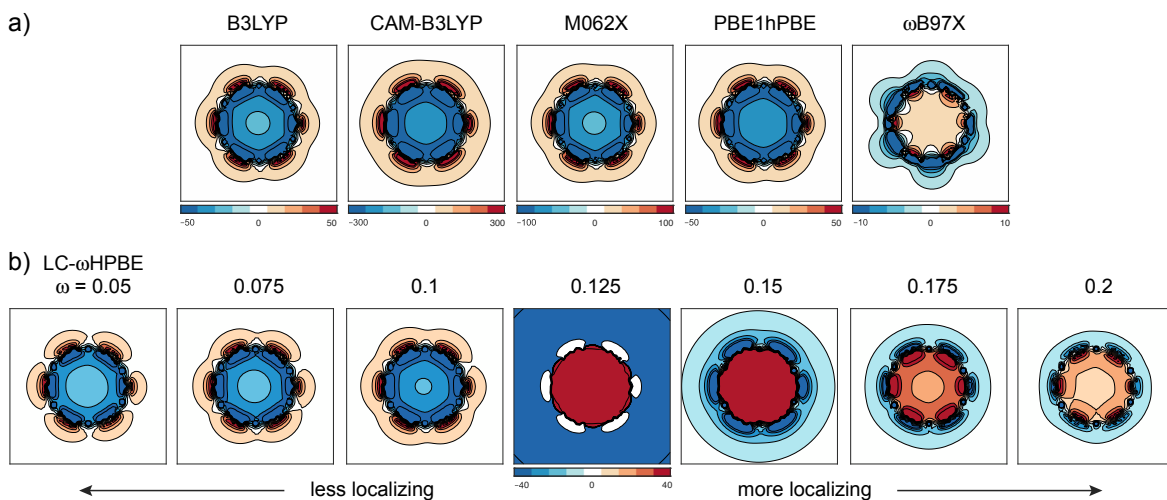 a)
B3LYP CAM-B3LYP M062X PBE1hPBE ωB97X
−50 0 50 −300 0 300 −100 0 100 −50 0 50 −10 0 10
b) LC-ωHPBE
ω = 0.05 0.075 0.1 0.125 0.15 0.175 0.2
−40 0 40
less localizing more localizing